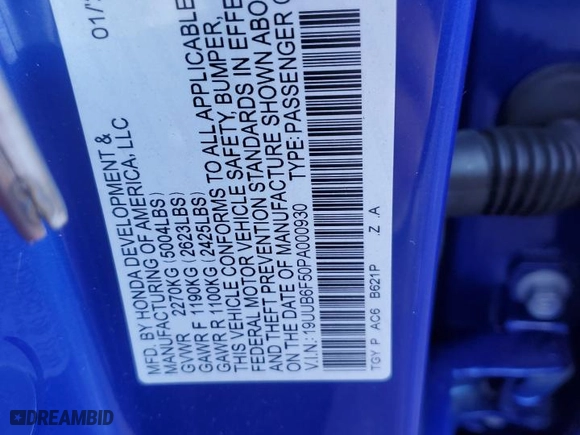 01/
MFD. BY HONDA DEVELOPMENT &
MANUFACTURING OF AMERICA, LLC
GVWR 2270KG (5004LBS)
GAWR F 1190KG (2623LBS)
GAWR R 1100KG (2425LBS)
THIS VEHICLE CONFORMS TO ALL APPLICABLE
FEDERAL MOTOR VEHICLE SAFETY, BUMPER,
AND THEFT PREVENTION STANDARDS IN EFFE
ON THE DATE OF MANUFACTURE SHOWN ABO
V.I.N.: 19UUB6F50PA000930 TYPE: PASSENGER
TGY P AC6 B621P Z A
DREAMBID